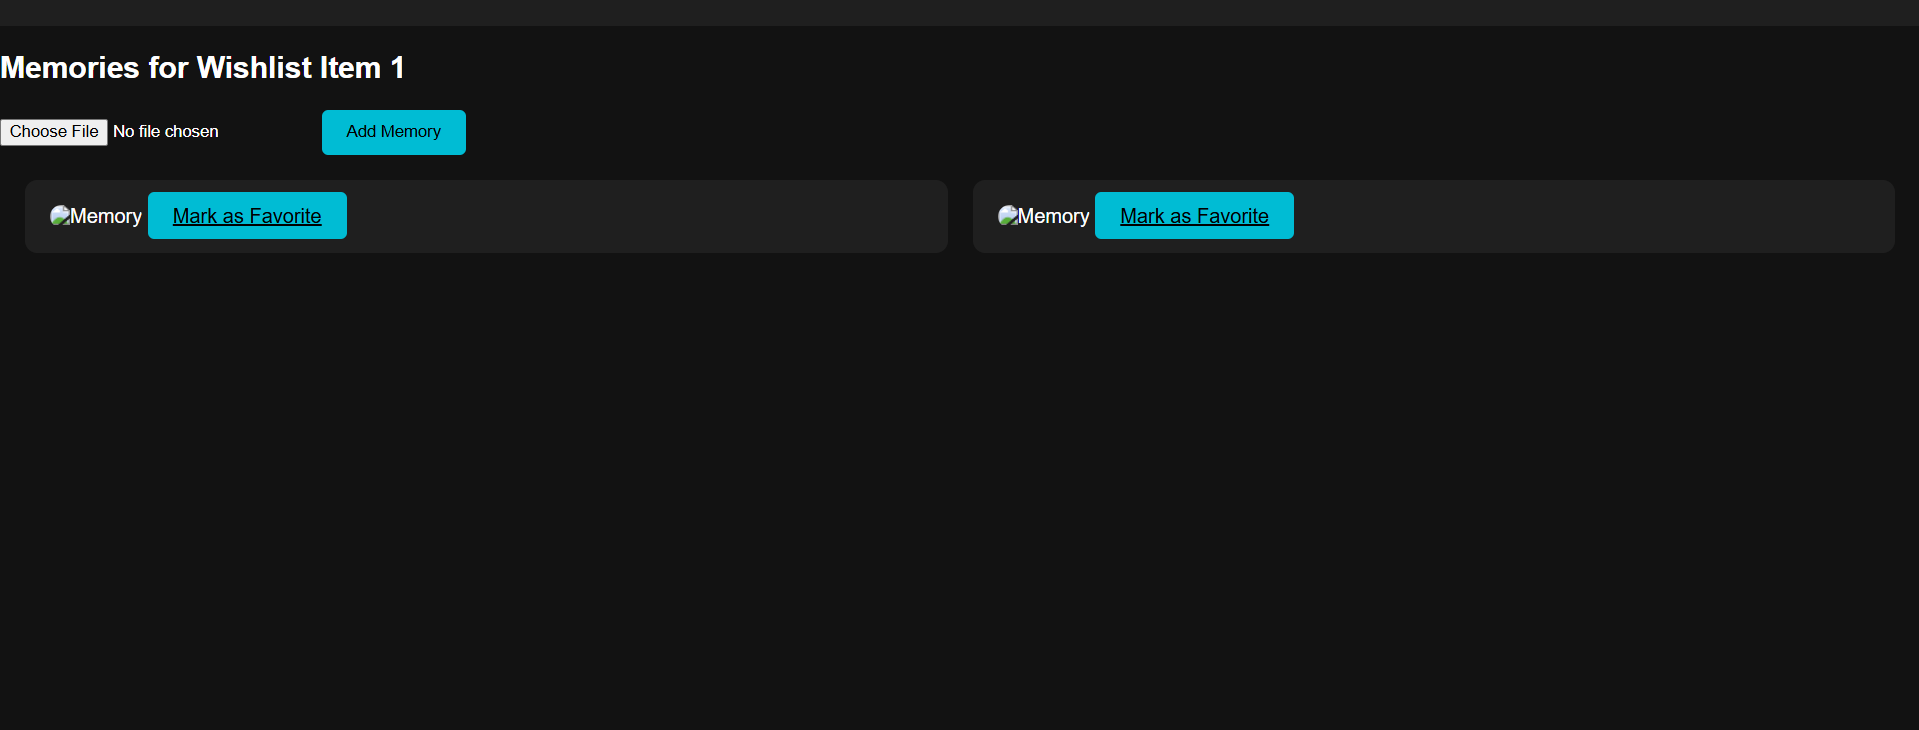 Memories for Wishlist Item 1
Choose File No file chosen Add Memory
Memory Mark as Favorite Memory Mark as Favorite